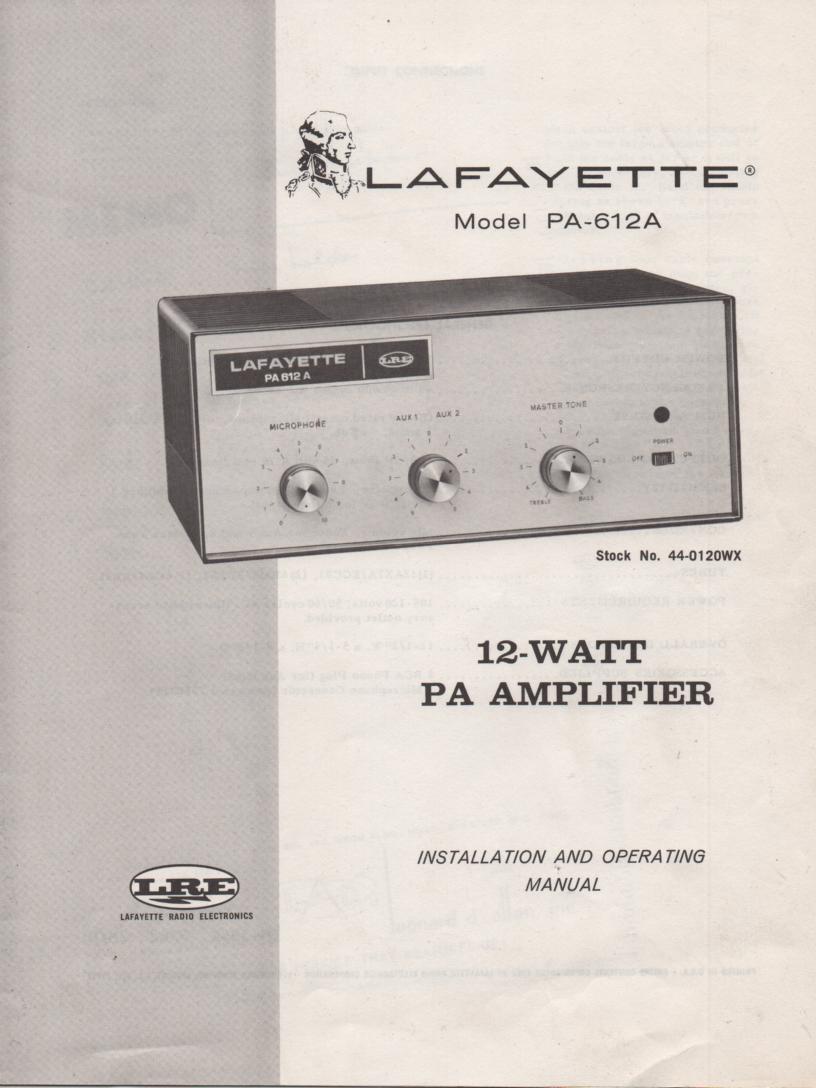 LAFAYETTE®
Model PA-612A
LAFAYETTE
PA 612 A
LRE
MICROPHONE
AUX 1 AUX 2
MASTER TONE
POWER
OFF ON
TREBLE BASS
Stock No. 44-0120WX
12-WATT
PA AMPLIFIER
INSTALLATION AND OPERATING
MANUAL
LRE
LAFAYETTE RADIO ELECTRONICS